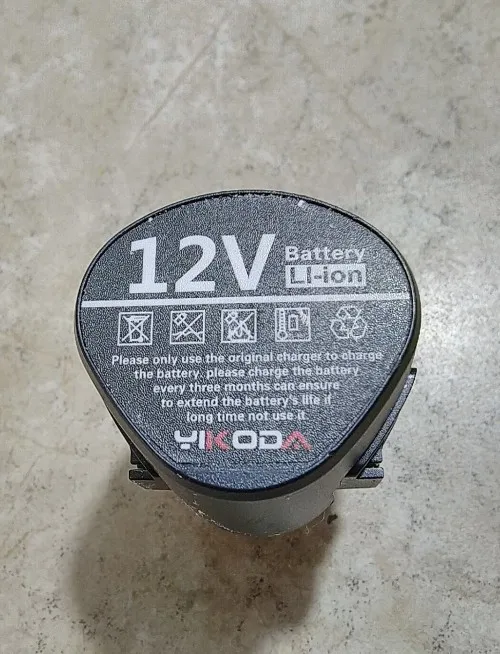 12V Battery
LI-ion
Please only use the original charger to charge
the battery, please charge the battery
every three months can ensure
ro extend the battery's life if
long time not use it
YIKODA